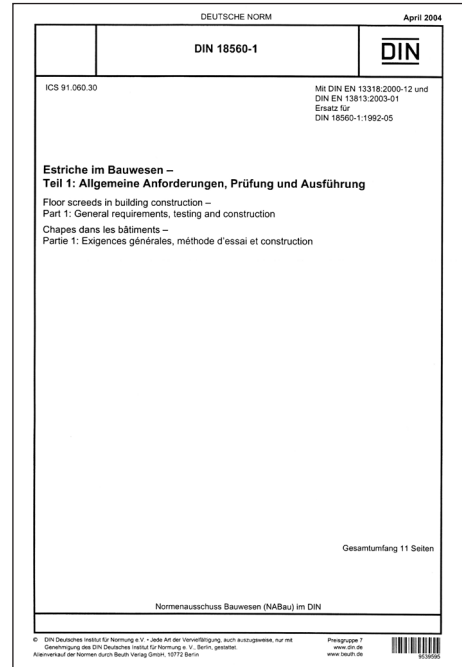 DEUTSCHE NORM
April 2004
DIN 18560-1
DIN
ICS 91.060.30
Mit DIN EN 13318:2000-12 und
DIN EN 13813:2003-01
Ersatz für
DIN 18560-1:1992-05
Estriche im Bauwesen –
Teil 1: Allgemeine Anforderungen, Prüfung und Ausführung
Floor screeds in building construction –
Part 1: General requirements, testing and construction
Chapes dans les bâtiments –
Partie 1: Exigences générales, méthode d'essai et construction
Gesamtumfang 11 Seiten
Normenausschuss Bauwesen (NABau) im DIN
© DIN Deutsches Institut für Normung e.V. • Jede Art der Vervielfältigung, auch auszugsweise, nur mit
Genehmigung des DIN Deutsches Institut für Normung e. V., Berlin, gestattet.
Alleinverkauf der Normen durch Beuth Verlag GmbH, 10772 Berlin
Preisgruppe 7
www.din.de
www.beuth.de
9539595